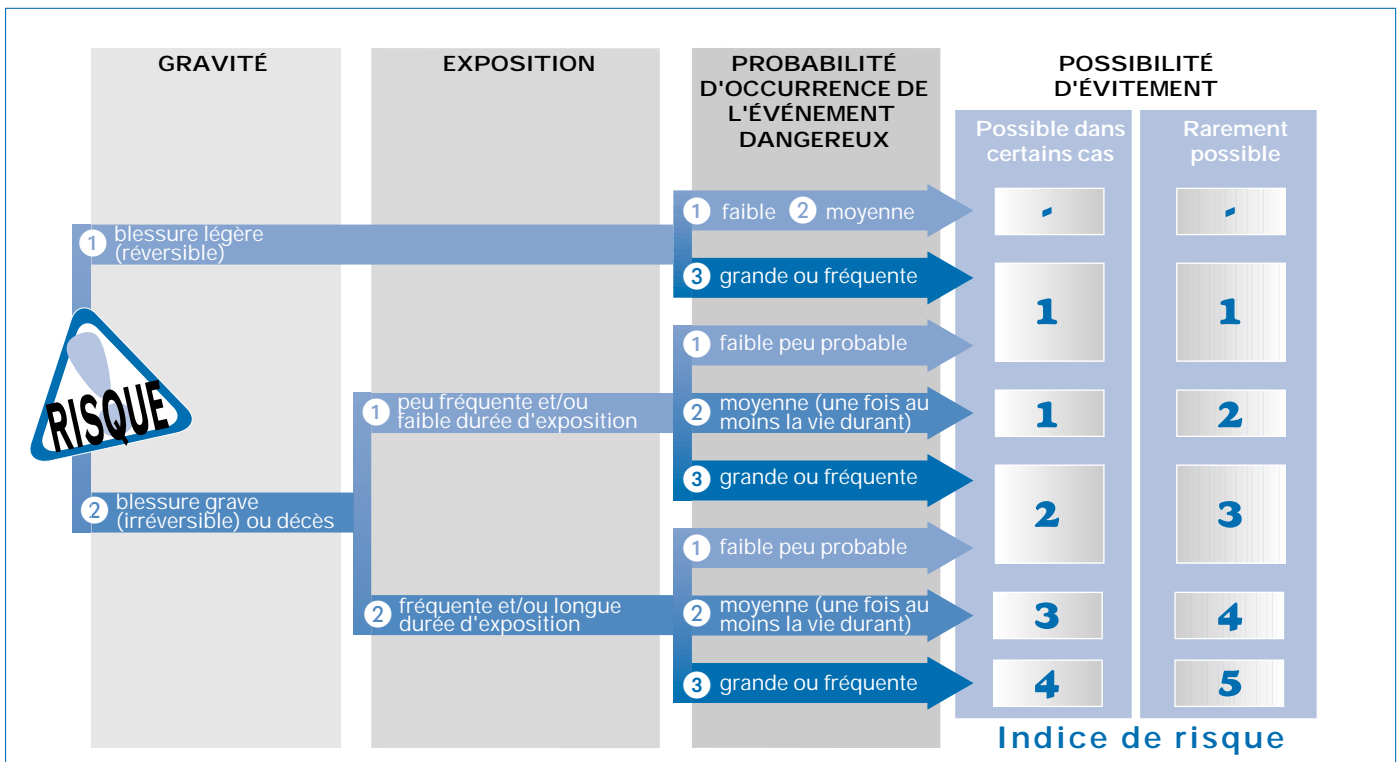 GRAVITÉ
EXPOSITION
PROBABILITÉ
D'OCCURRENCE DE
L'ÉVÉNEMENT
DANGEREUX
POSSIBILITÉ
D'ÉVITEMENT
Possible dans
certains cas
Rarement
possible
1 faible 2 moyenne
- -
1 blessure légère
(réversible)
3 grande ou fréquente
1 1
1 faible peu probable
RISQUE
1 peu fréquente et/ou
faible durée d'exposition
2 moyenne (une fois au
moins la vie durant)
1 2
3 grande ou fréquente
2 blessure grave
(irréversible) ou décès
2 3
1 faible peu probable
2 fréquente et/ou longue
durée d'exposition
2 moyenne (une fois au
moins la vie durant)
3 4
3 grande ou fréquente
4 5
Indice de risque